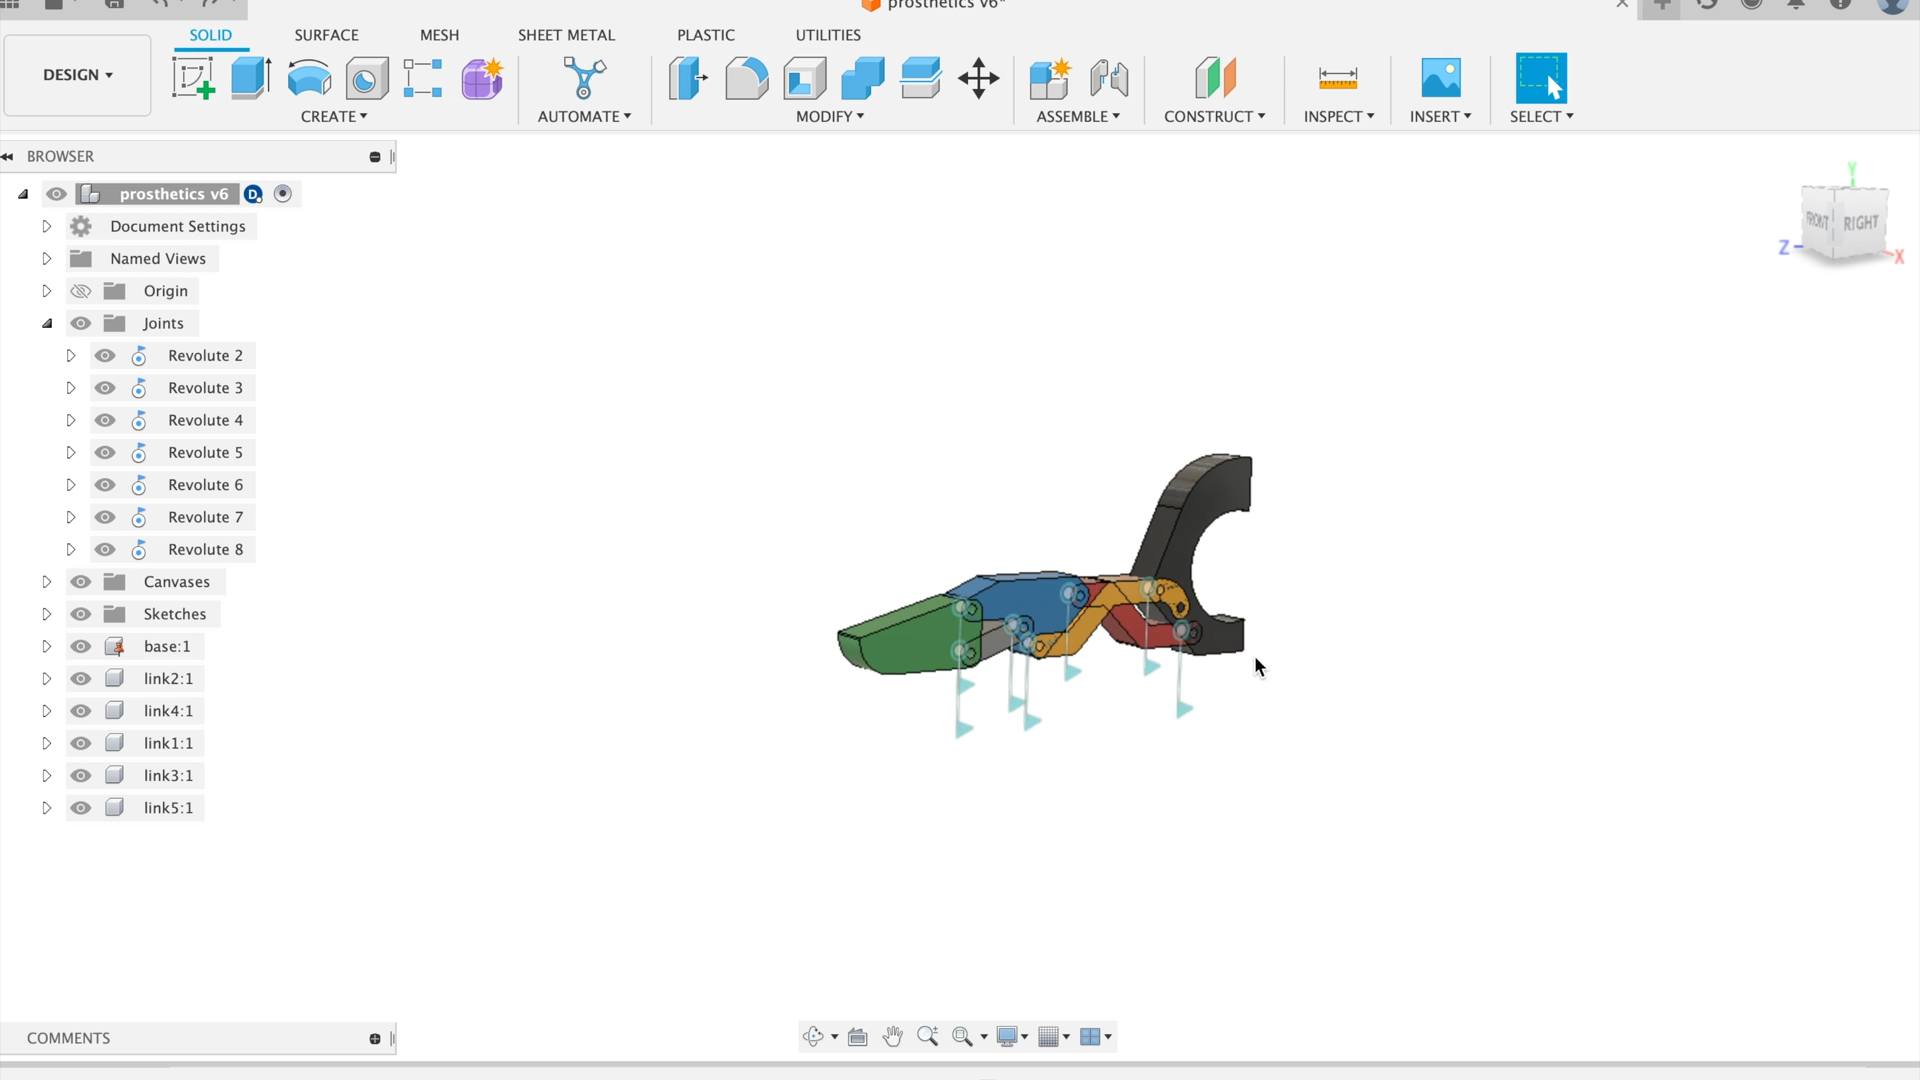 prosthetics v6*
SOLID SURFACE MESH SHEET METAL PLASTIC UTILITIES
DESIGN
CREATE AUTOMATE MODIFY ASSEMBLE CONSTRUCT INSPECT INSERT SELECT
BROWSER
prosthetics v6
Document Settings
Named Views
Origin
Joints
Revolute 2
Revolute 3
Revolute 4
Revolute 5
Revolute 6
Revolute 7
Revolute 8
Canvases
Sketches
base:1
link2:1
link4:1
link1:1
link3:1
link5:1
Y
FRONT RIGHT
Z
X
COMMENTS